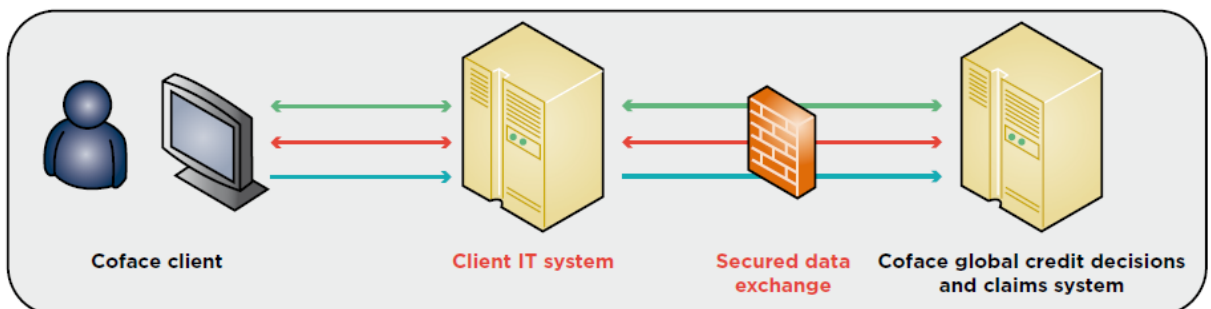 Coface client
Client IT system
Secured data
exchange
Coface global credit decisions
and claims system